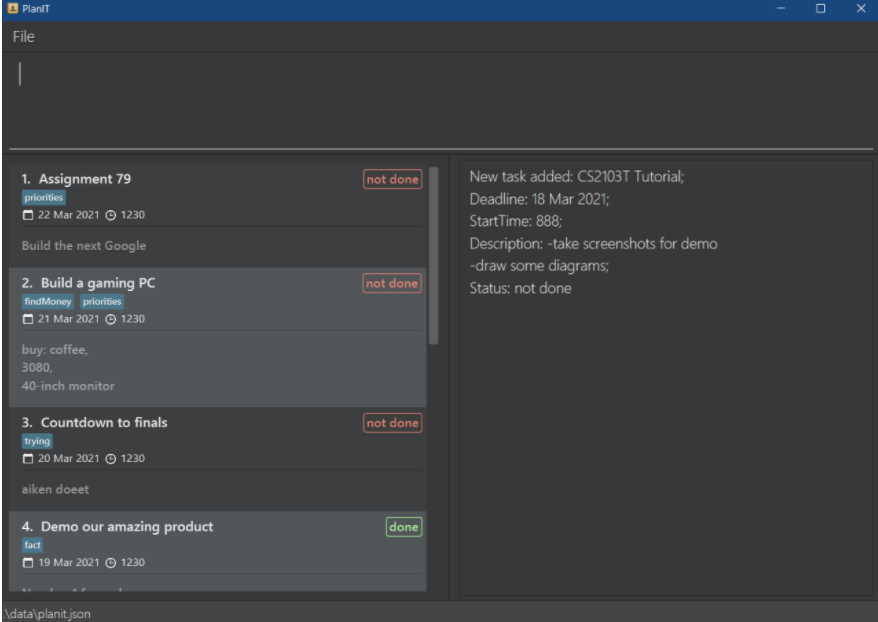 PlanIT
File
1. Assignment 79
not done
priorities
22 Mar 2021 1230
Build the next Google
2. Build a gaming PC
not done
findMoney priorities
21 Mar 2021 1230
buy: coffee,
3080,
40-inch monitor
3. Countdown to finals
not done
trying
20 Mar 2021 1230
aiken doeet
4. Demo our amazing product
done
fact
19 Mar 2021 1230
New task added: CS2103T Tutorial;
Deadline: 18 Mar 2021;
StartTime: 888;
Description: -take screenshots for demo
-draw some diagrams;
Status: not done
.\data\planit.json